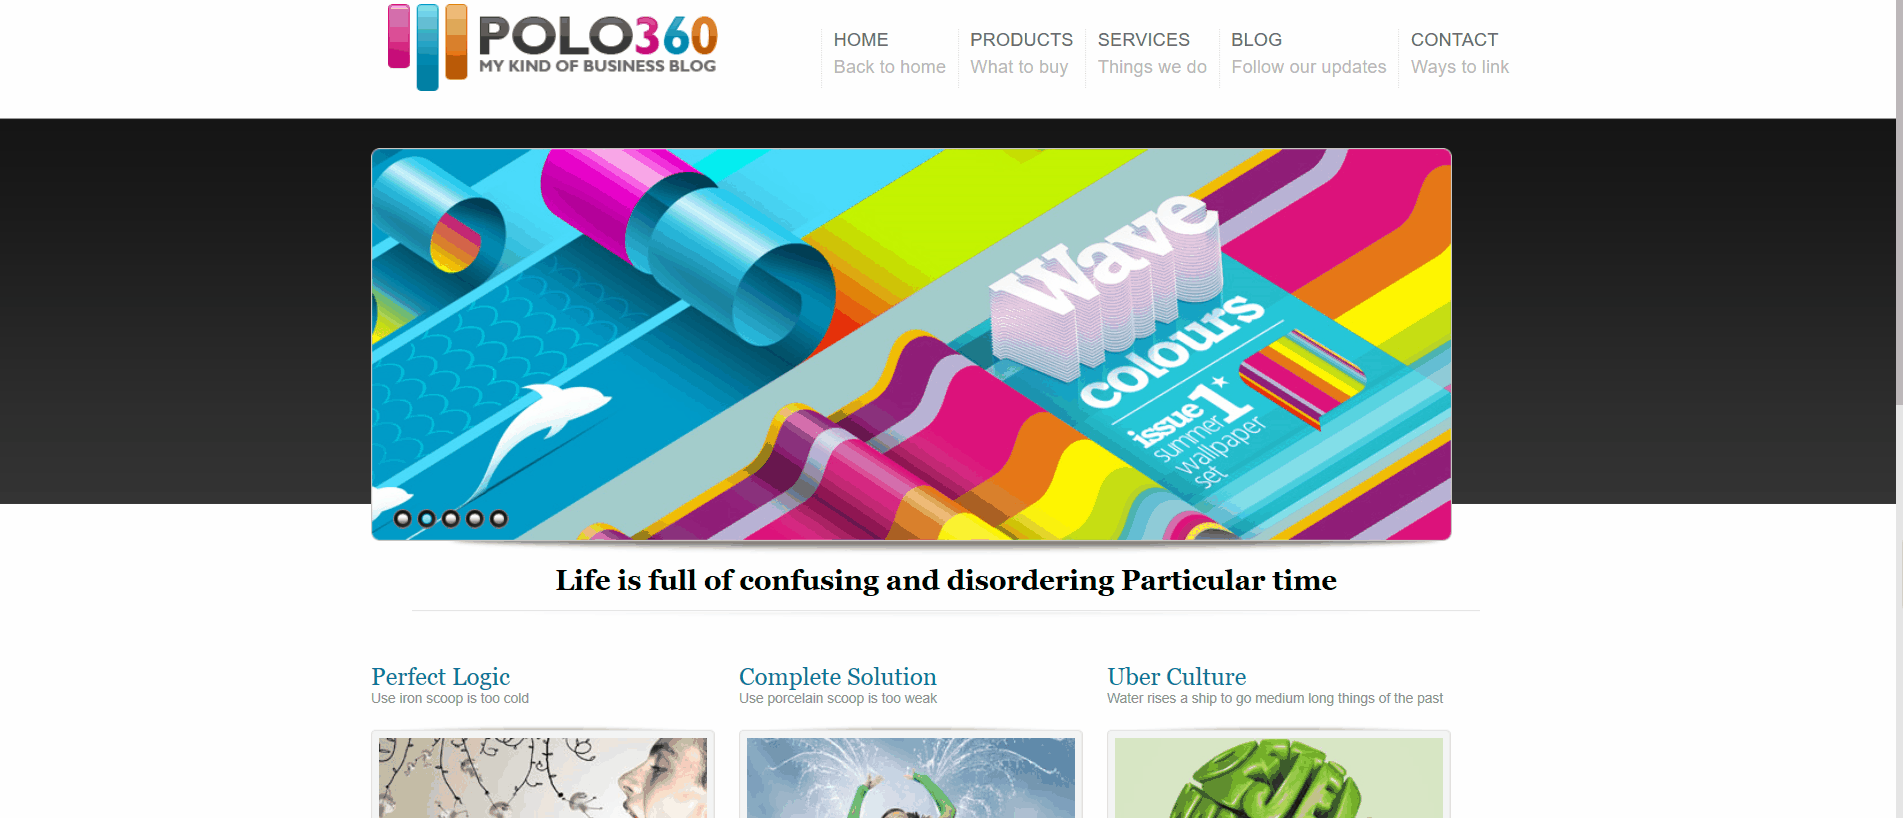 POLO360
MY KIND OF BUSINESS BLOG
HOME
Back to home
PRODUCTS
What to buy
SERVICES
Things we do
BLOG
Follow our updates
CONTACT
Ways to link
Wave
colours
issue 1
summer
wallpaper
set
Life is full of confusing and disordering Particular time
Perfect Logic
Use iron scoop is too cold
Complete Solution
Use porcelain scoop is too weak
Uber Culture
Water rises a ship to go medium long things of the past